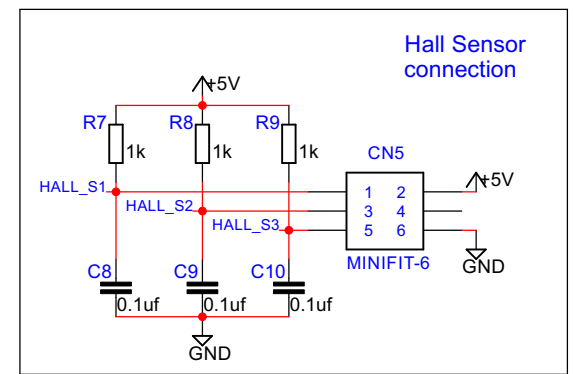 Hall Sensor
connection
+5V
R7 R8 R9
1k 1k 1k
CN5
HALL_S1 1 2 +5V
HALL_S2 3 4
HALL_S3 5 6
MINIFIT-6 GND
C8 C9 C10
0.1uf 0.1uf 0.1uf
GND